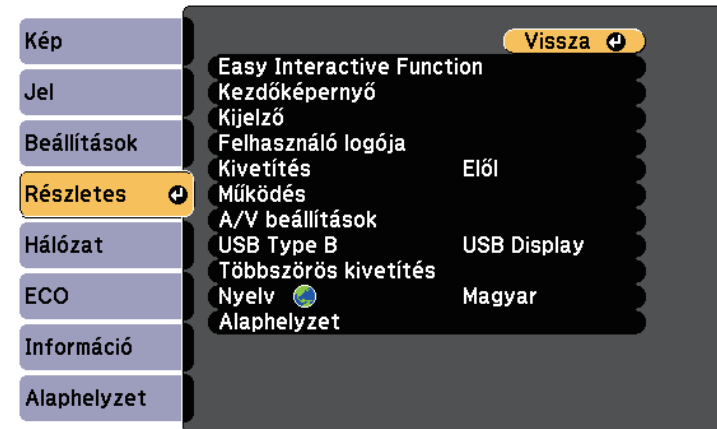 Kép
Jel
Beállítások
Részletes
Hálózat
ECO
Információ
Alaphelyzet
Vissza
Easy Interactive Function
Kezdőképernyő
Kijelző
Felhasználó logója
Kivetítés Elől
Működés
A/V beállítások
USB Type B USB Display
Többszörös kivetítés
Nyelv Magyar
Alaphelyzet